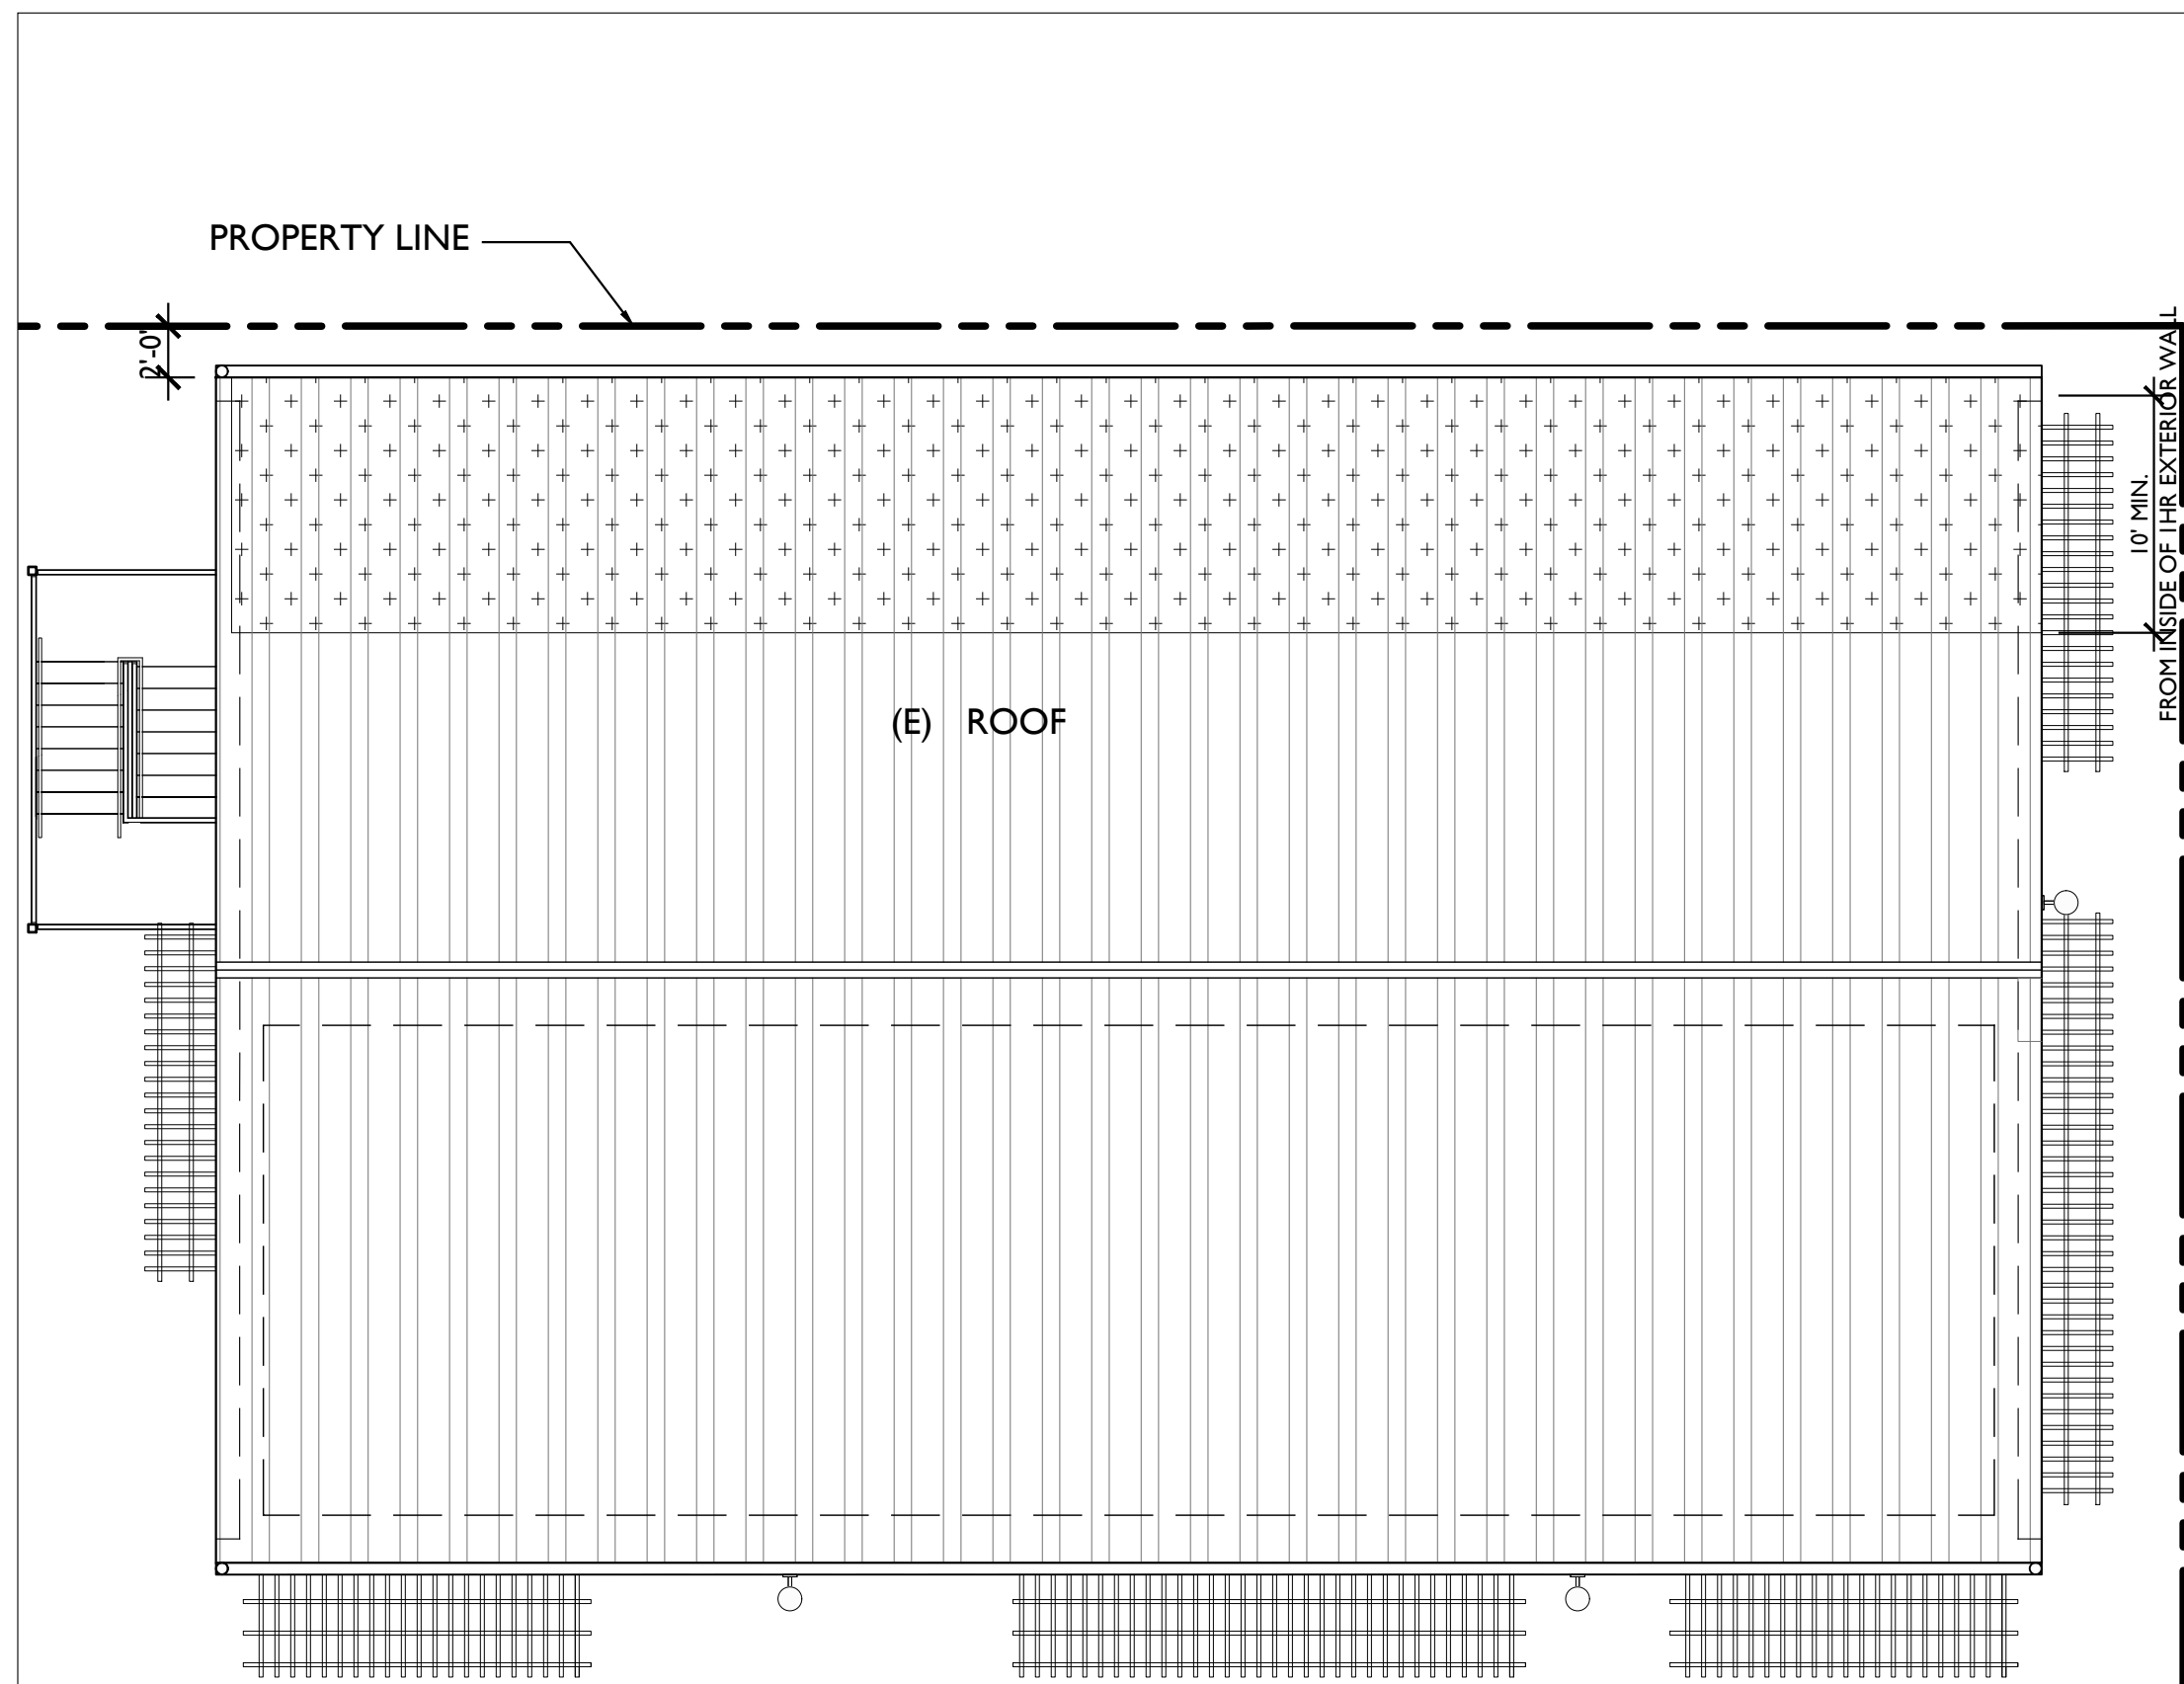 PROPERTY LINE
2'-0"
10' MIN.
FROM INSIDE OF 1HR EXTERIOR WALL
(E) ROOF